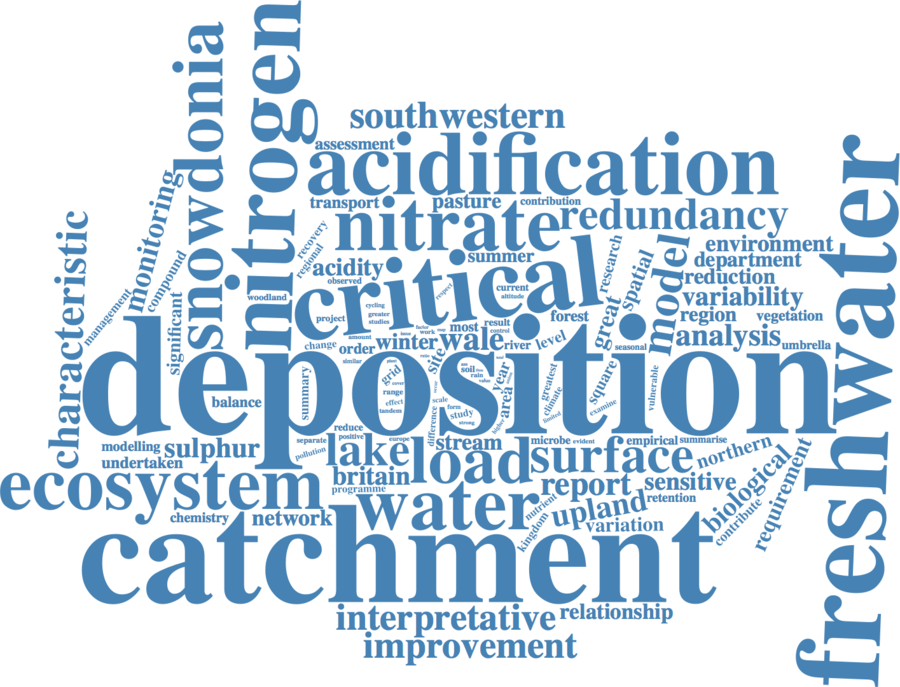 southwestern
assessment
acidification
transport
pasture
contribution
nitrate
redundancy
snowdonia
nitrogen
monitoring
characteristic
compound
management
significant
recovery
regional
acidity
observed
summer
critical
research
spatial
model
environment
department
reduction
variability
region
vegetation
analysis
umbrella
freshwater
woodland
project
cycling
greater
studies
respect
current
altitude
forest
great
change
amount
order
similar
winter
wale
most
result
control
factor
work
river
level
seasonal
deposition
balance
summary
grid
cover
range
effect
tandem
site
soil
rain
value
year
area
scale
form
study
strong
difference
higher
greatest
climate
limited
square
examine
vulnerable
modelling
undertaken
sulphur
separate
pollution
reduce
positive
europe
lake
britain
programme
load
stream
microbe
evident
empirical
summarise
surface
northern
report
sensitive
retention
biological
contribute
requirement
ecosystem
chemistry
network
water
nutrient
kingdom
upland
variation
catchment
interpretative
relationship
improvement